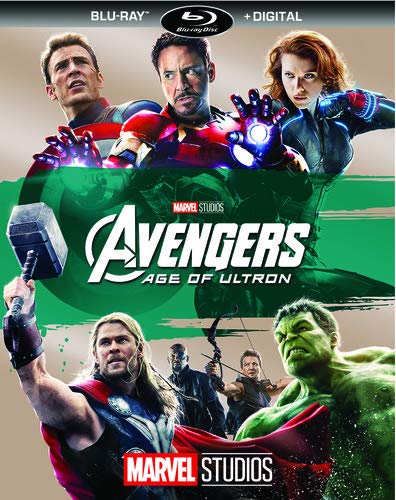 BLU-RAY™ Blu-ray Disc + DIGITAL
MARVEL STUDIOS
AVENGERS
AGE OF ULTRON
MARVEL STUDIOS